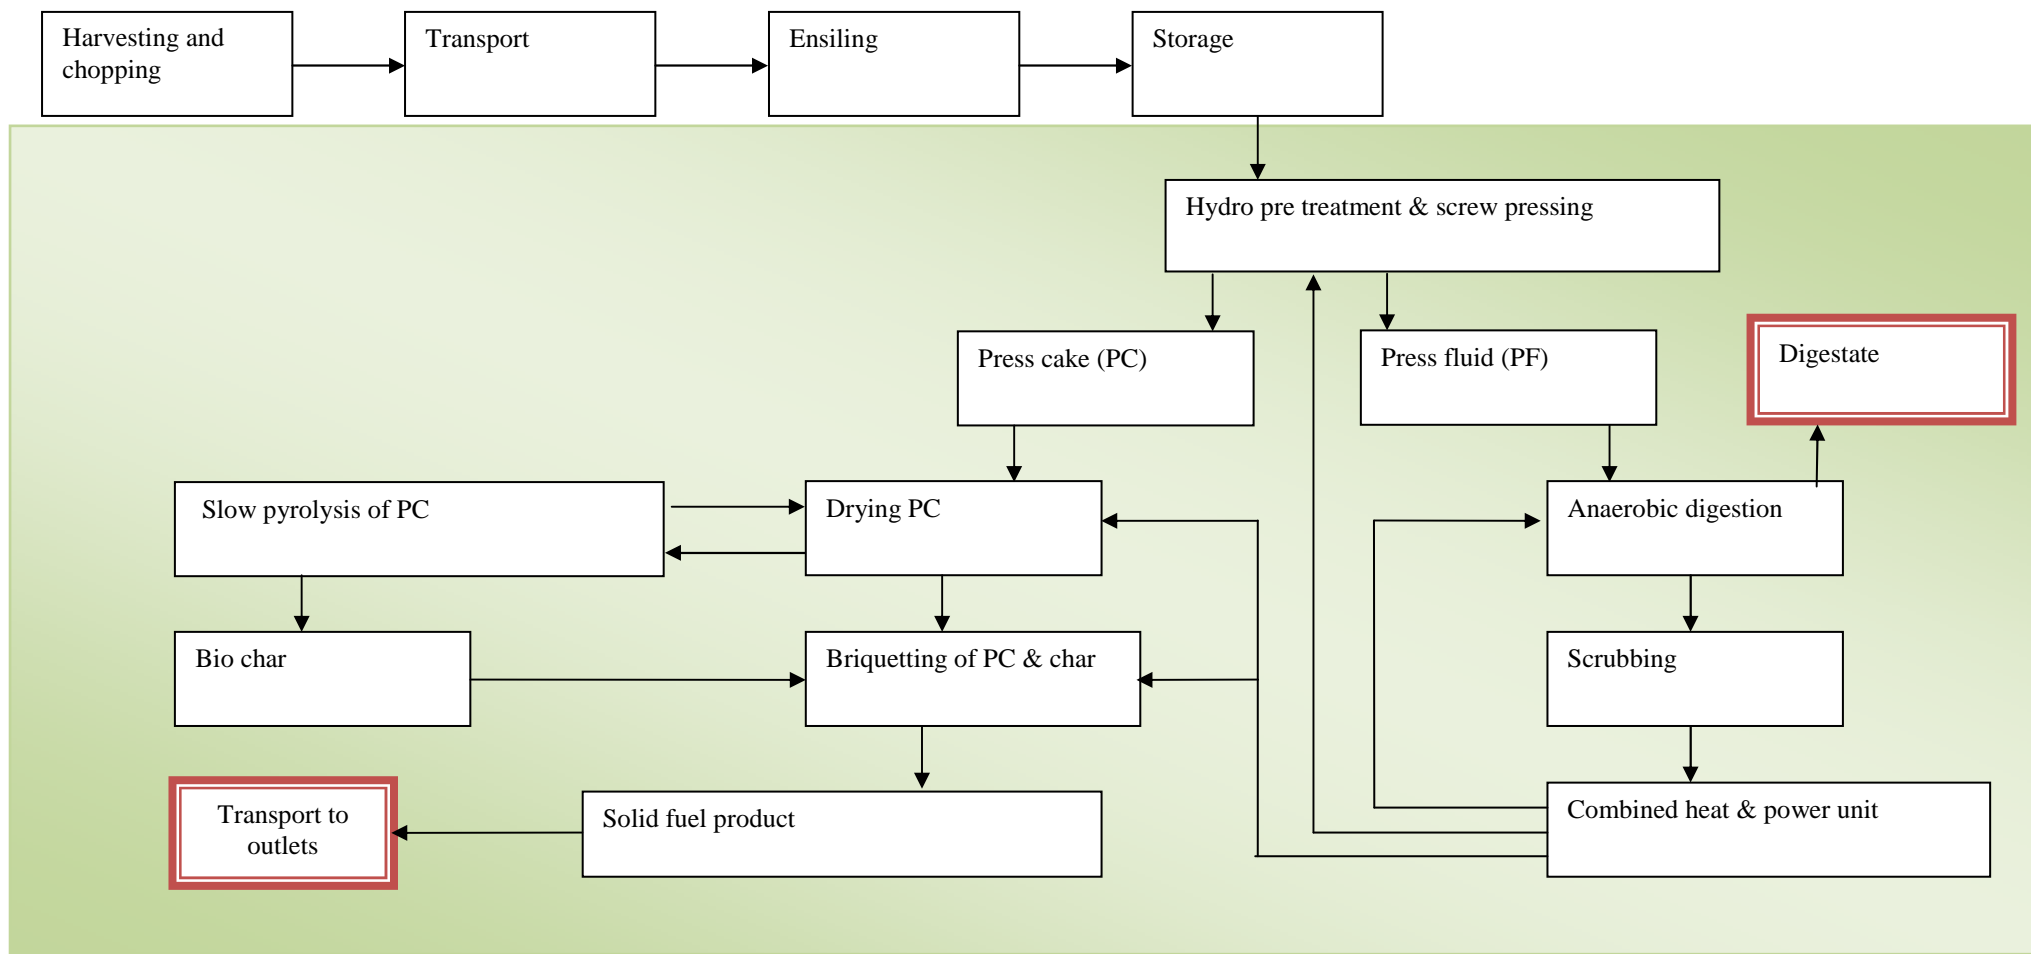 Harvesting and
chopping
Transport
Ensiling
Storage
Hydro pre treatment & screw pressing
Press cake (PC)
Press fluid (PF)
Digestate
Slow pyrolysis of PC
Drying PC
Anaerobic digestion
Bio char
Briquetting of PC & char
Scrubbing
Transport to
outlets
Solid fuel product
Combined heat & power unit